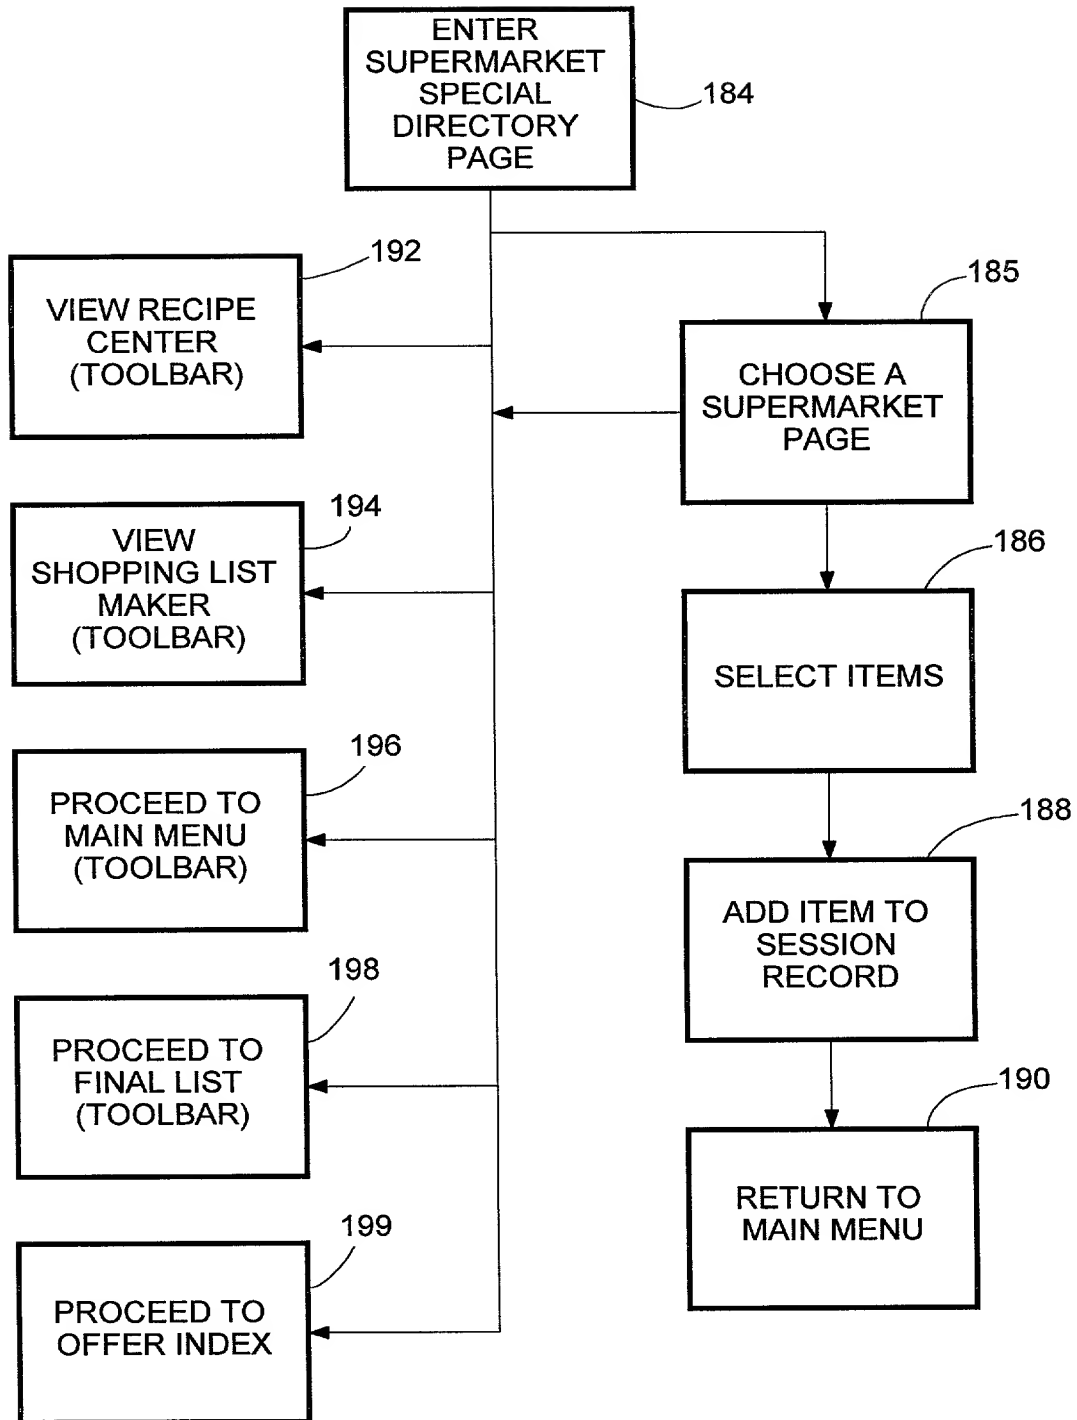 ENTER
SUPERMARKET
SPECIAL
DIRECTORY
PAGE
184
192
VIEW RECIPE
CENTER
(TOOLBAR)
185
CHOOSE A
SUPERMARKET
PAGE
194
VIEW
SHOPPING LIST
MAKER
(TOOLBAR)
186
SELECT ITEMS
196
PROCEED TO
MAIN MENU
(TOOLBAR)
188
ADD ITEM TO
SESSION
RECORD
198
PROCEED TO
FINAL LIST
(TOOLBAR)
190
RETURN TO
MAIN MENU
199
PROCEED TO
OFFER INDEX